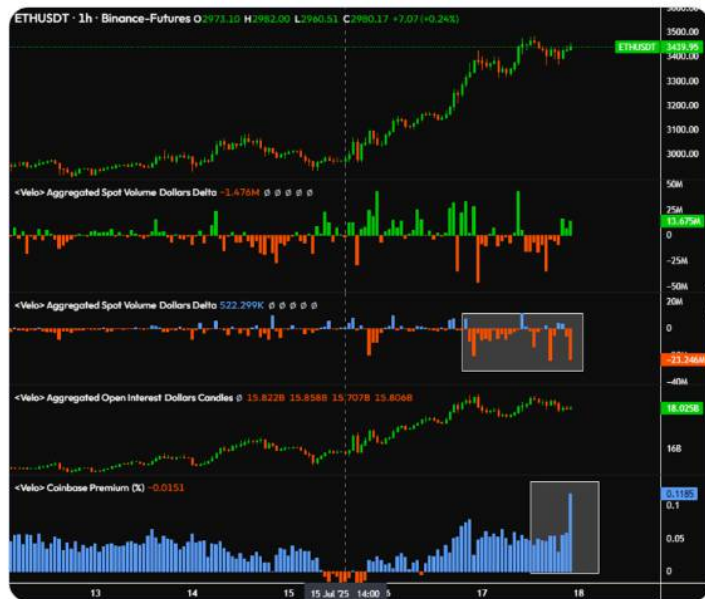 ETHUSDT · 1h · Binance-Futures O2973.10 H2982.00 L2960.51 C2980.17 +7.07 (+0.24%)
3500.00
ETHUSDT 3439.95
3400.00
3300.00
3200.00
3100.00
3000.00
<Velo> Aggregated Spot Volume Dollars Delta -1.476M Ø Ø Ø Ø Ø
50M
25M
13.675M
0
-25M
-50M
<Velo> Aggregated Spot Volume Dollars Delta 522.299K Ø Ø Ø Ø Ø
20M
0
-23.246M
-40M
<Velo> Aggregated Open Interest Dollars Candles Ø 15.822B 15.858B 15.707B 15.806B
18.025B
16B
<Velo> Coinbase Premium (%) -0.0151
0.1185
0.1
0.05
0
13 14 15 15 Jul '25 14:00 17 18